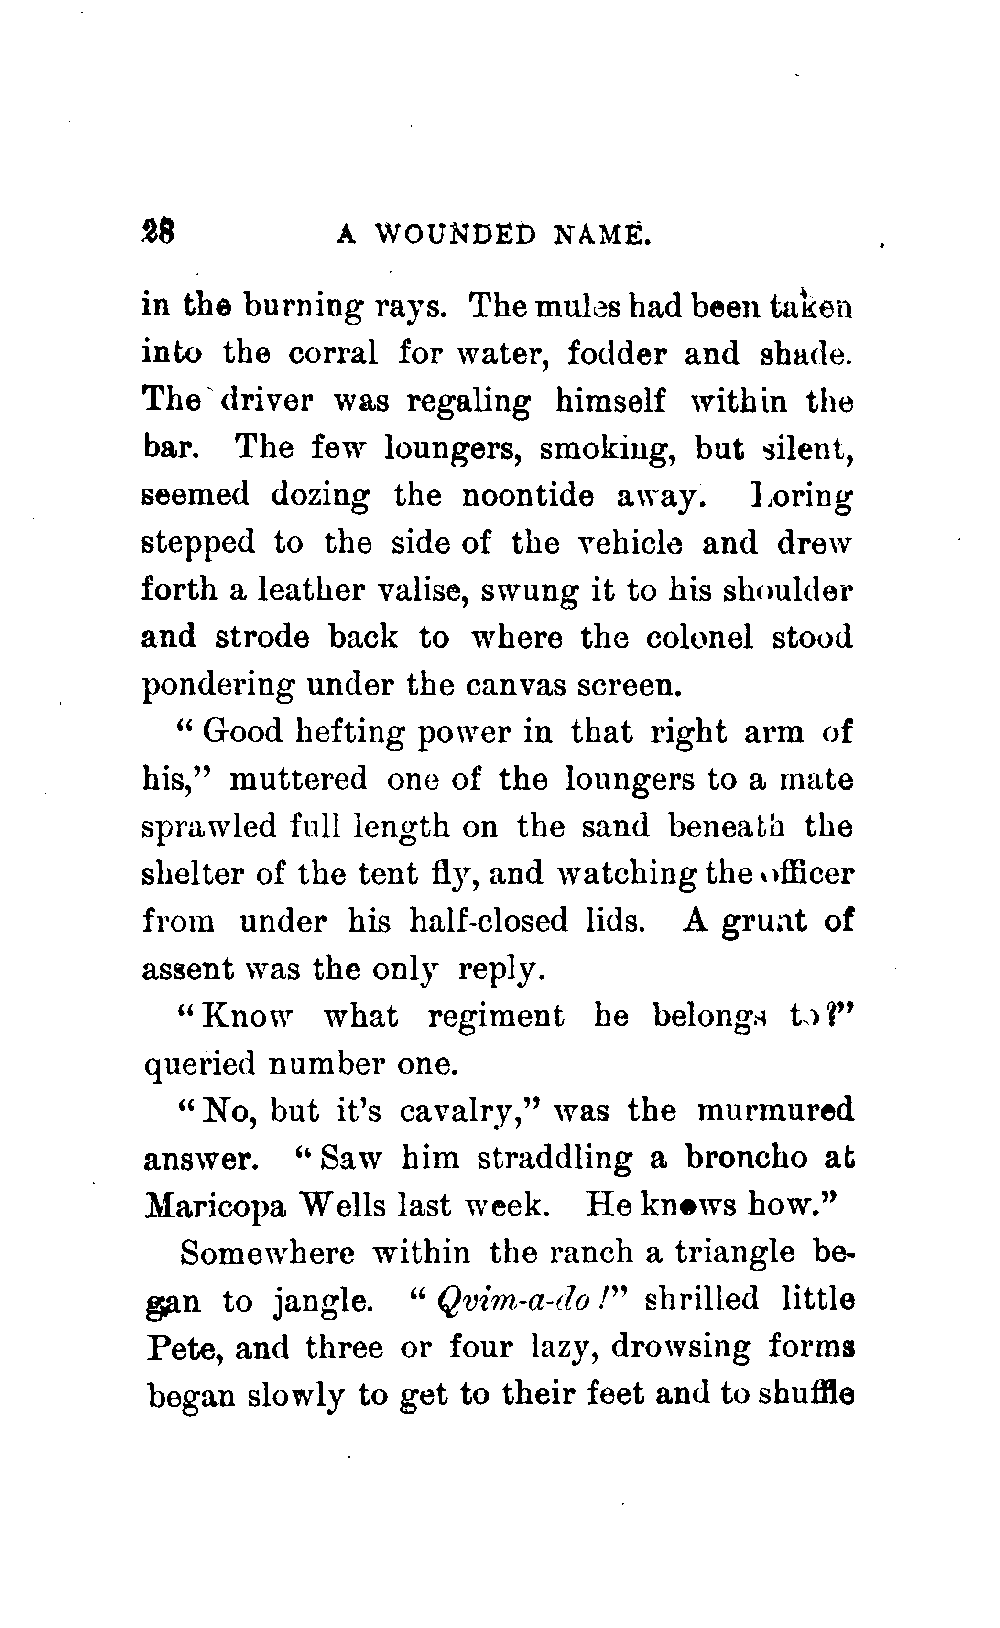 28 A WOUNDED NAME.
in the burning rays. The mules had been taken
into the corral for water, fodder and shade.
The driver was regaling himself within the
bar. The few loungers, smoking, but silent,
seemed dozing the noontide away. Loring
stepped to the side of the vehicle and drew
forth a leather valise, swung it to his shoulder
and strode back to where the colonel stood
pondering under the canvas screen.
“Good hefting power in that right arm of
his,” muttered one of the loungers to a mate
sprawled full length on the sand beneath the
shelter of the tent fly, and watching the officer
from under his half-closed lids. A grunt of
assent was the only reply.
“Know what regiment he belongs to?”
queried number one.
“No, but it’s cavalry,” was the murmured
answer. “Saw him straddling a broncho at
Maricopa Wells last week. He knows how.”
Somewhere within the ranch a triangle be-
gan to jangle. “Qvim-a-do!” shrilled little
Pete, and three or four lazy, drowsing forms
began slowly to get to their feet and to shuffle